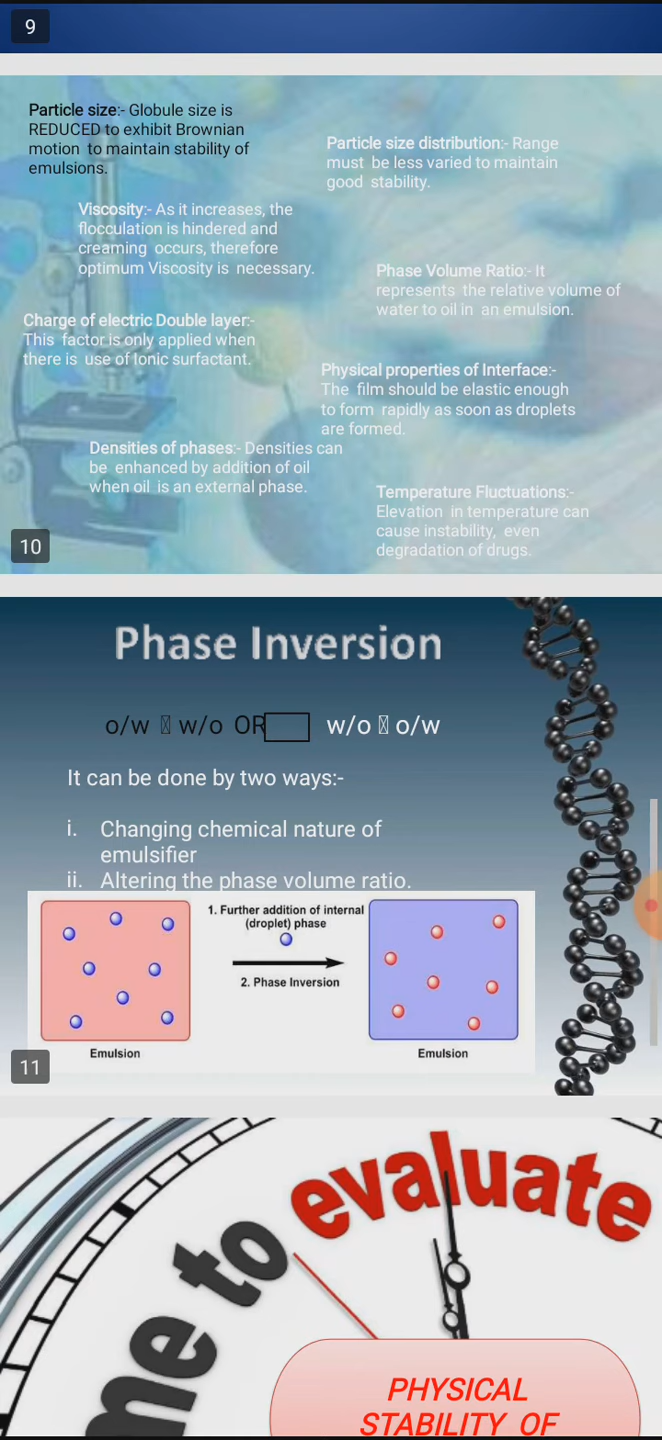 9
Particle size:- Globule size is
REDUCED to exhibit Brownian
motion to maintain stability of
emulsions.
Particle size distribution:- Range
must be less varied to maintain
good stability.
Viscosity:- As it increases, the
flocculation is hindered and
creaming occurs, therefore
optimum Viscosity is necessary.
Phase Volume Ratio:- It
represents the relative volume of
water to oil in an emulsion.
Charge of electric Double layer:-
This factor is only applied when
there is use of Ionic surfactant.
Physical properties of Interface:-
The film should be elastic enough
to form rapidly as soon as droplets
are formed.
Densities of phases:- Densities can
be enhanced by addition of oil
when oil is an external phase.
Temperature Fluctuations:-
Elevation in temperature can
cause instability, even
degradation of drugs.
10
Phase Inversion
o/w w/o OR w/o o/w
It can be done by two ways:-
i. Changing chemical nature of
emulsifier
ii. Altering the phase volume ratio.
1. Further addition of internal
(droplet) phase
2. Phase Inversion
Emulsion
Emulsion
11
me to evaluate
PHYSICAL
STABILITY OF